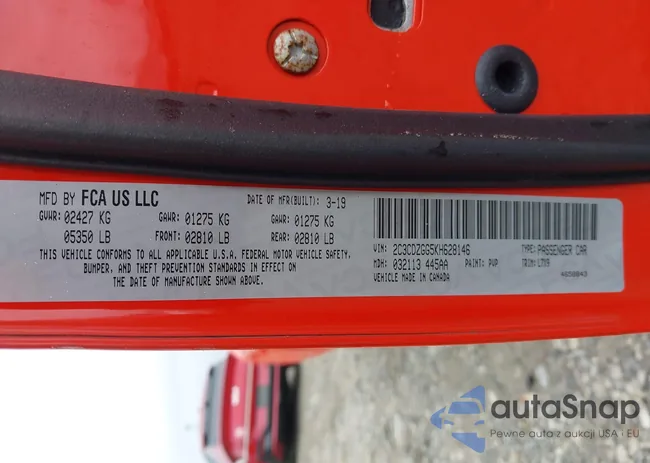 MFD BY FCA US LLC DATE OF MFR(BUILT): 3-19
GVWR: 02427 KG GAWR: 01275 KG GAWR: 01275 KG
05350 LB FRONT: 02810 LB REAR: 02810 LB
THIS VEHICLE CONFORMS TO ALL APPLICABLE U.S.A. FEDERAL MOTOR VEHICLE SAFETY,
BUMPER, AND THEFT PREVENTION STANDARDS IN EFFECT ON
THE DATE OF MANUFACTURE SHOWN ABOVE.
VIN: 2C3CDZGG5KH628146 TYPE: PASSENGER CAR
MDH: 032113 445AA PAINT: PVP TRIM: LTX9
VEHICLE MADE IN CANADA
autaSnap
Pewne auta z aukcji USA i EU